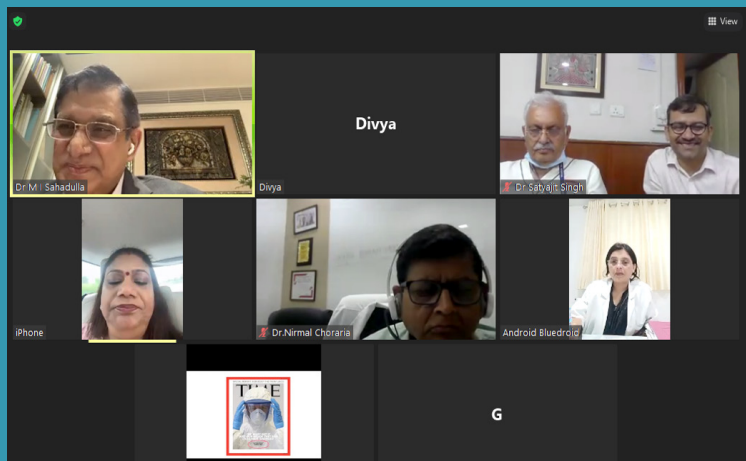 View
Divya
Dr M I Sahadulla
Divya
Dr Satyajit Singh
iPhone
Dr.Nirmal Choraria
Android Bluedroid
TIME
G